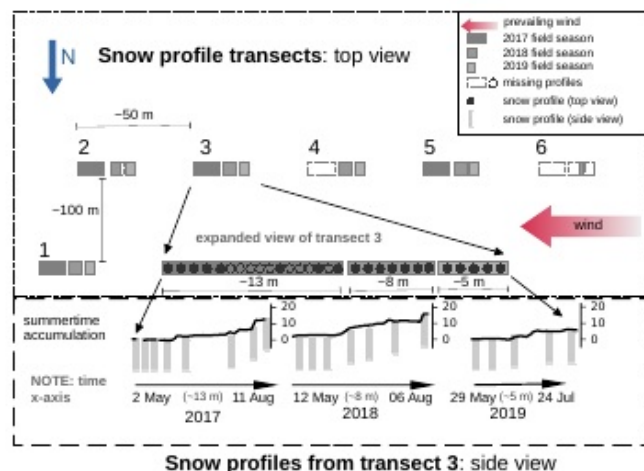 N
Snow profile transects: top view
prevailing wind
2017 field season
2018 field season
2019 field season
missing profiles
snow profile (top view)
snow profile (side view)
~50 m
2
3
4
5
6
~100 m
1
wind
expanded view of transect 3
~13 m
~8 m
~5 m
summertime
accumulation
20
10
0
20
10
0
20
10
0
NOTE: time
x-axis
2 May (~13 m) 11 Aug
2017
12 May (~8 m) 06 Aug
2018
29 May (~5 m) 24 Jul
2019
Snow profiles from transect 3: side view